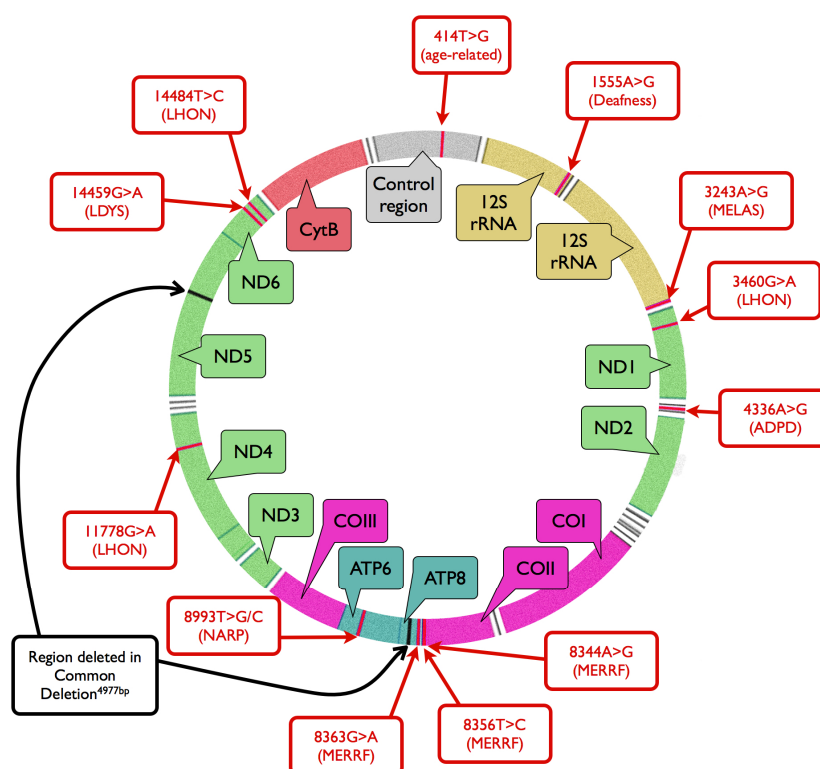 414T>G
(age-related)
1555A>G
(Deafness)
14484T>C
(LHON)
14459G>A
(LDYS)
3243A>G
(MELAS)
3460G>A
(LHON)
4336A>G
(ADPD)
Control
region
12S
rRNA
12S
rRNA
CytB
ND6
ND5
ND1
ND2
ND4
ND3
COIII
COI
COII
ATP6
ATP8
11778G>A
(LHON)
8993T>G/C
(NARP)
Region deleted in
Common
Deletion4977bp
8344A>G
(MERRF)
8356T>C
(MERRF)
8363G>A
(MERRF)